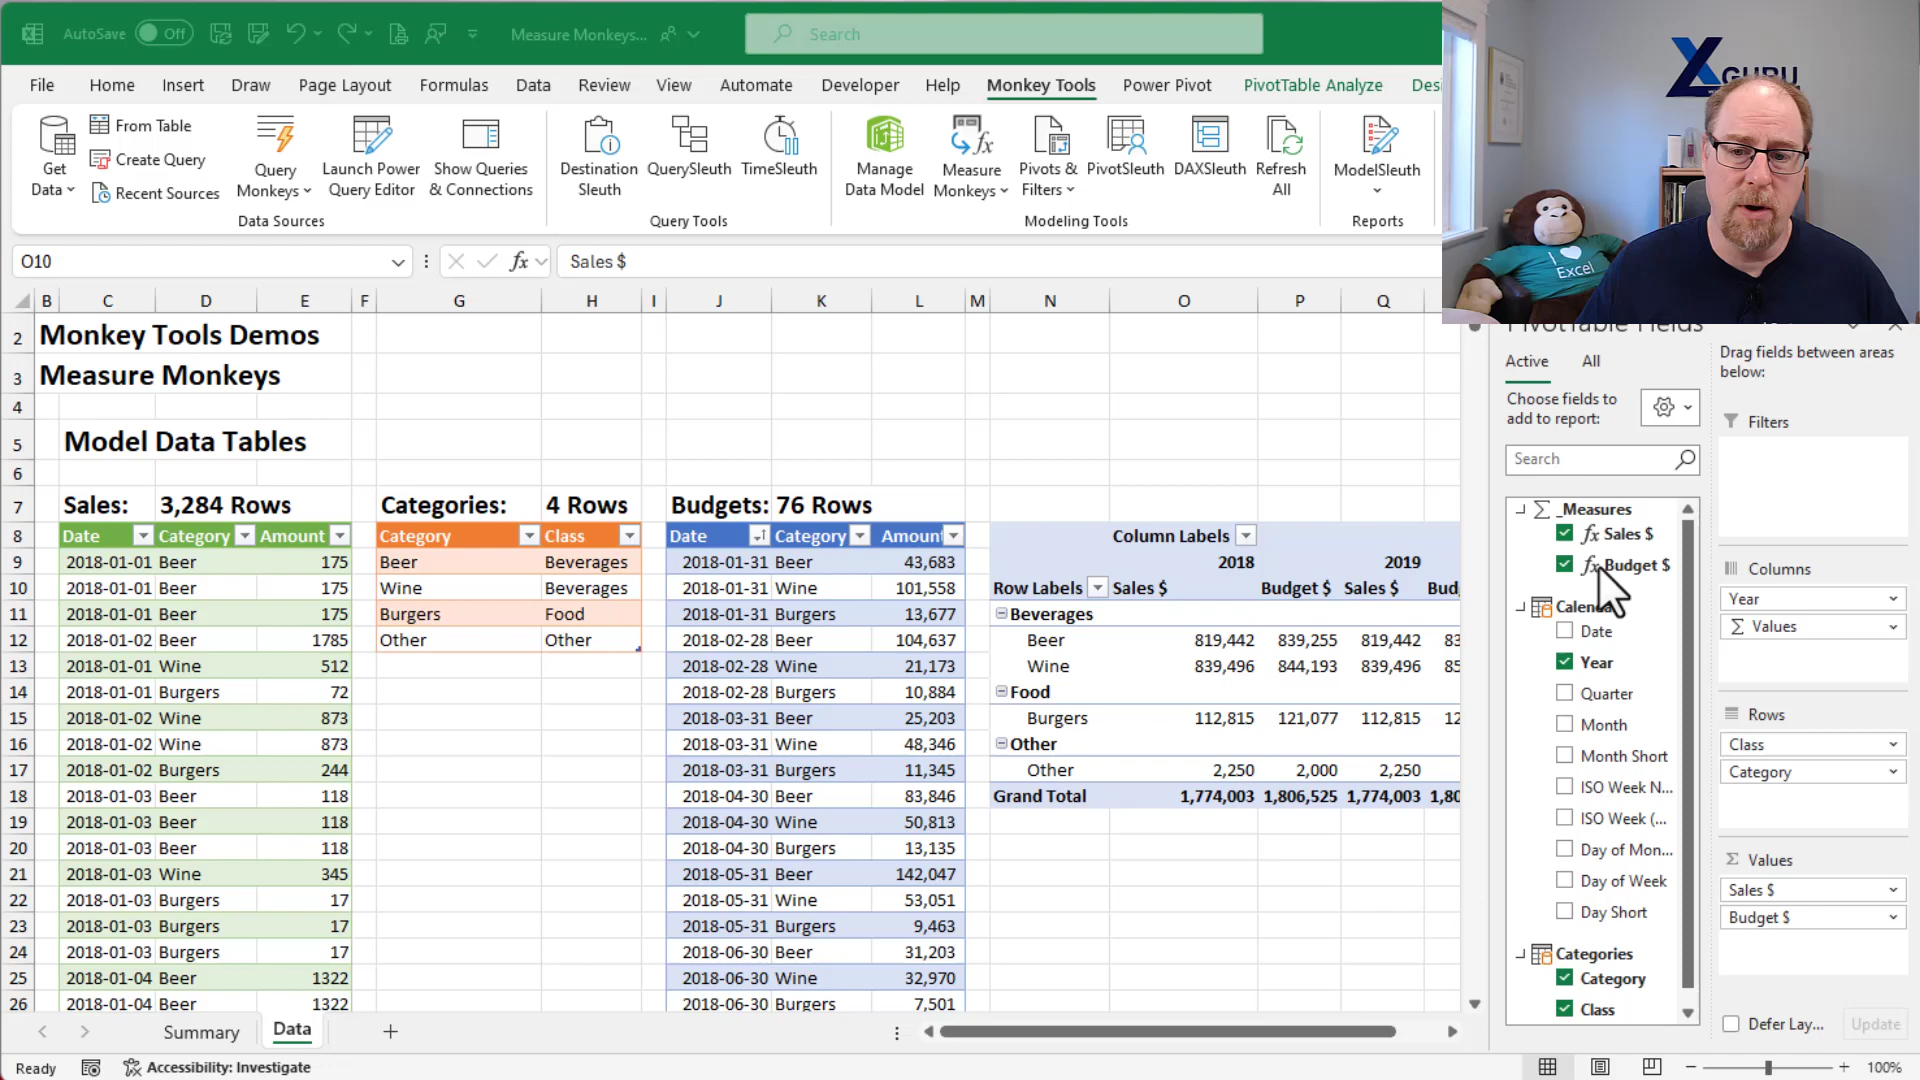 AutoSave Off Measure Monkeys... Search
File Home Insert Draw Page Layout Formulas Data Review View Automate Developer Help Monkey Tools Power Pivot PivotTable Analyze Desi
Get Data From Table Create Query Recent Sources Query Monkeys Launch Power Query Editor Show Queries & Connections Destination Sleuth QuerySleuth TimeSleuth Manage Data Model Measure Monkeys Pivots & Filters PivotSleuth DAXSleuth Refresh All ModelSleuth
Data Sources Query Tools Modeling Tools Reports
GURU
I Excel
O10 fx Sales $
B C D E F G H I J K L M N O P Q
2 Monkey Tools Demos
3 Measure Monkeys
4
5 Model Data Tables
6
7 Sales: 3,284 Rows Categories: 4 Rows Budgets: 76 Rows
8 Date Category Amount Category Class Date Category Amount Column Labels
9 2018-01-01 Beer 175 Beer Beverages 2018-01-31 Beer 43,683 2018 2019
10 2018-01-01 Beer 175 Wine Beverages 2018-01-31 Wine 101,558 Row Labels Sales $ Budget $ Sales $ Budg
11 2018-01-01 Beer 175 Burgers Food 2018-01-31 Burgers 13,677 Beverages
12 2018-01-02 Beer 1785 Other Other 2018-02-28 Beer 104,637 Beer 819,442 839,255 819,442 83
13 2018-01-01 Wine 512 2018-02-28 Wine 21,173 Wine 839,496 844,193 839,496 85
14 2018-01-01 Burgers 72 2018-02-28 Burgers 10,884 Food
15 2018-01-02 Wine 873 2018-03-31 Beer 25,203 Burgers 112,815 121,077 112,815 12
16 2018-01-02 Wine 873 2018-03-31 Wine 48,346 Other
17 2018-01-02 Burgers 244 2018-03-31 Burgers 11,345 Other 2,250 2,000 2,250
18 2018-01-03 Beer 118 2018-04-30 Beer 83,846 Grand Total 1,774,003 1,806,525 1,774,003 1,80
19 2018-01-03 Beer 118 2018-04-30 Wine 50,813
20 2018-01-03 Beer 118 2018-04-30 Burgers 13,135
21 2018-01-03 Wine 345 2018-05-31 Beer 142,047
22 2018-01-03 Burgers 17 2018-05-31 Wine 53,051
23 2018-01-03 Burgers 17 2018-05-31 Burgers 9,463
24 2018-01-03 Burgers 17 2018-06-30 Beer 31,203
25 2018-01-04 Beer 1322 2018-06-30 Wine 32,970
26 2018-01-04 Beer 1322 2018-06-30 Burgers 7,501
Summary Data
Ready Accessibility: Investigate 100%
PivotTable Fields
Active All
Choose fields to
add to report:
Search
_Measures
fx Sales $
fx Budget $
Calenda
Date
Year
Quarter
Month
Month Short
ISO Week N...
ISO Week (...
Day of Mon...
Day of Week
Day Short
Categories
Category
Class
Drag fields between areas
below:
Filters
Columns
Year
Σ Values
Rows
Class
Category
Σ Values
Sales $
Budget $
Defer Lay... Update